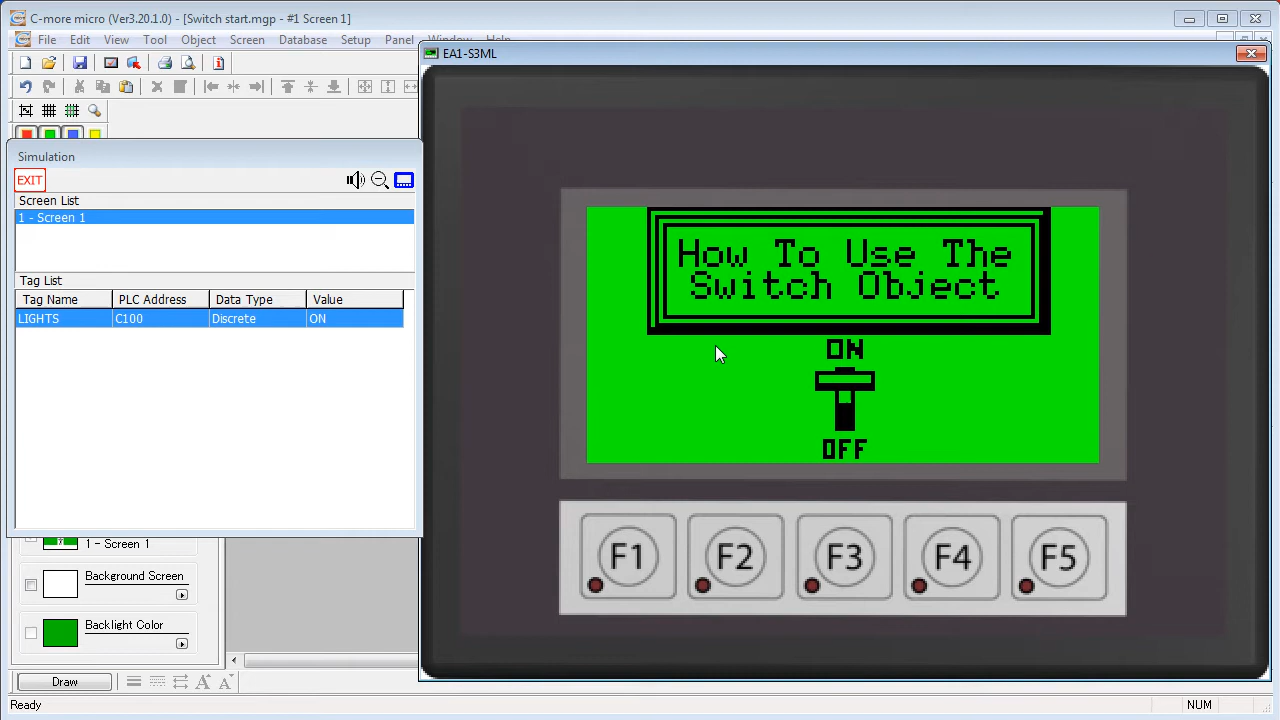 C-more micro (Ver3.20.1.0) - [Switch start.mgp - #1 Screen 1]
File Edit View Tool Object Screen Database Setup Panel Window Help
EA1-S3ML
Simulation
EXIT
Screen List
1 - Screen 1
Tag List
Tag Name PLC Address Data Type Value
LIGHTS C100 Discrete ON
How To Use The
Switch Object
ON
OFF
F1 F2 F3 F4 F5
1 - Screen 1
Background Screen
Backlight Color
Draw
Ready
NUM